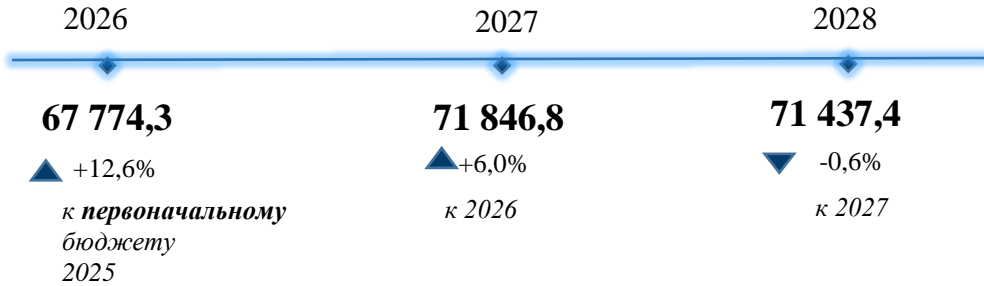 2026
2027
2028
67 774,3
71 846,8
71 437,4
+12,6%
+6,0%
-0,6%
к первоначальному
бюджету
2025
к 2026
к 2027